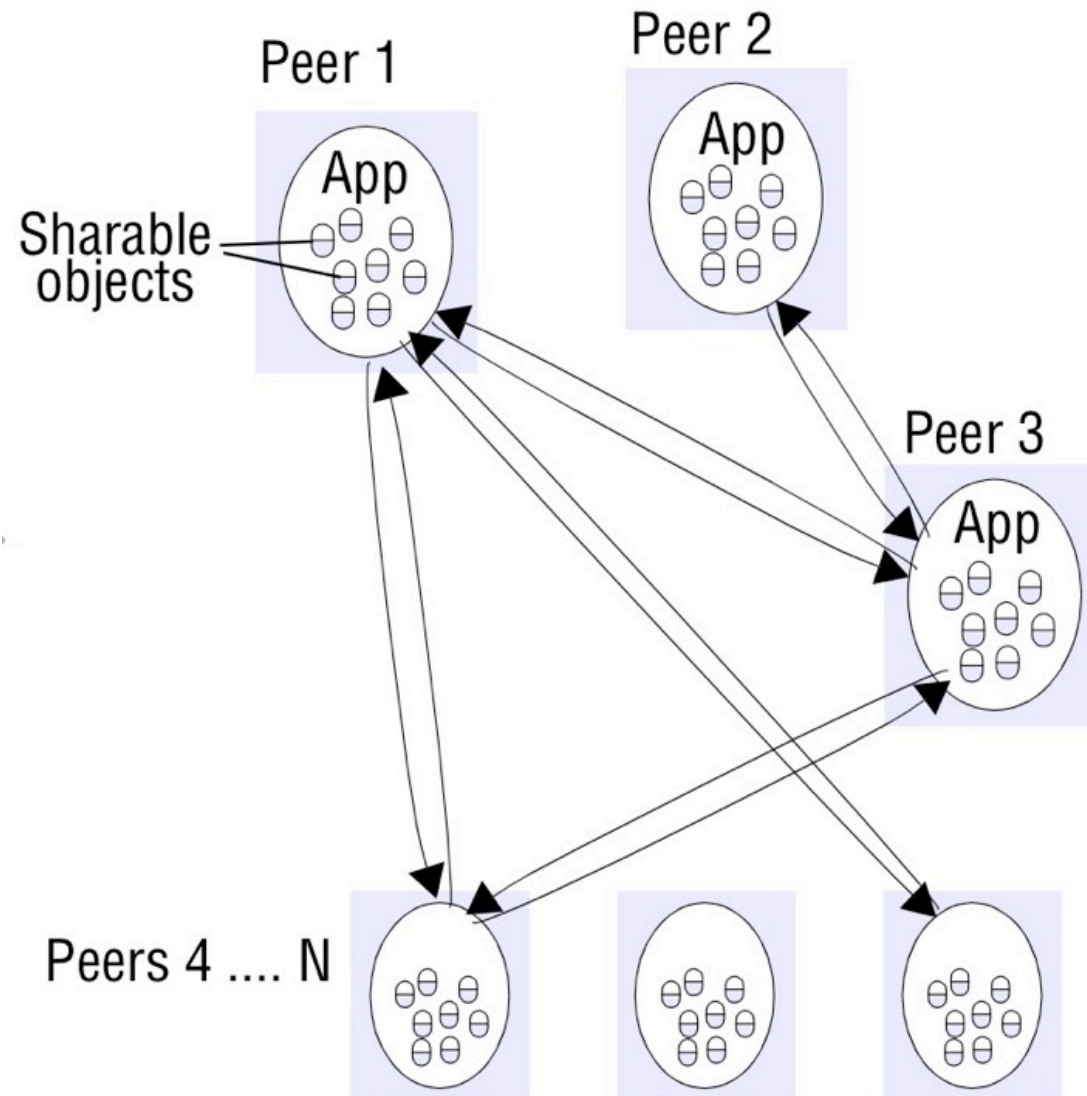 Peer 1
Peer 2
App
App
Sharable
objects
Peer 3
App
Peers 4 .... N